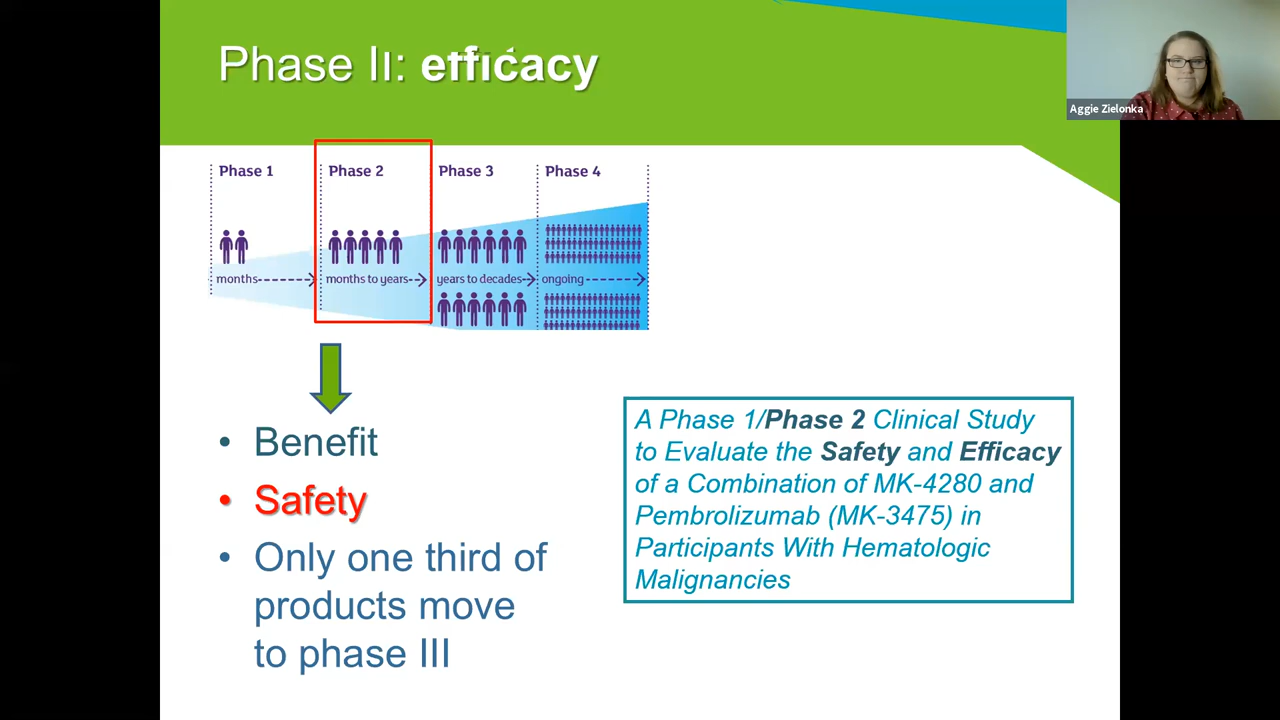 Phase II: efficacy
Aggie Zielonka
Phase 1
Phase 2
Phase 3
Phase 4
months
months to years
years to decades
ongoing
• Benefit
• Safety
• Only one third of
products move
to phase III
A Phase 1/Phase 2 Clinical Study
to Evaluate the Safety and Efficacy
of a Combination of MK-4280 and
Pembrolizumab (MK-3475) in
Participants With Hematologic
Malignancies